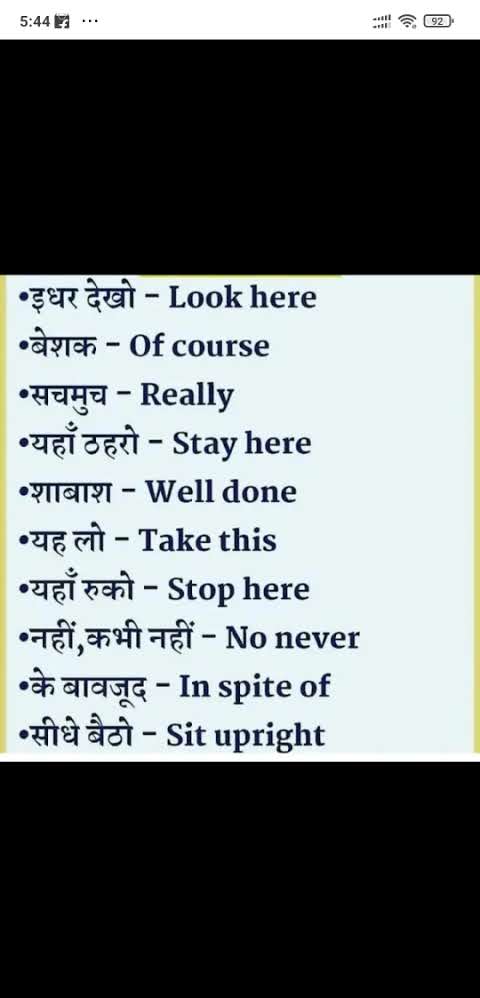 5:44 ...
92
•इधर देखो - Look here
•बेशक - Of course
•सचमुच - Really
•यहाँ ठहरो - Stay here
•शाबाश - Well done
•यह लो - Take this
•यहाँ रुको - Stop here
•नहीं,कभी नहीं - No never
•के बावजूद - In spite of
•सीधे बैठो - Sit upright